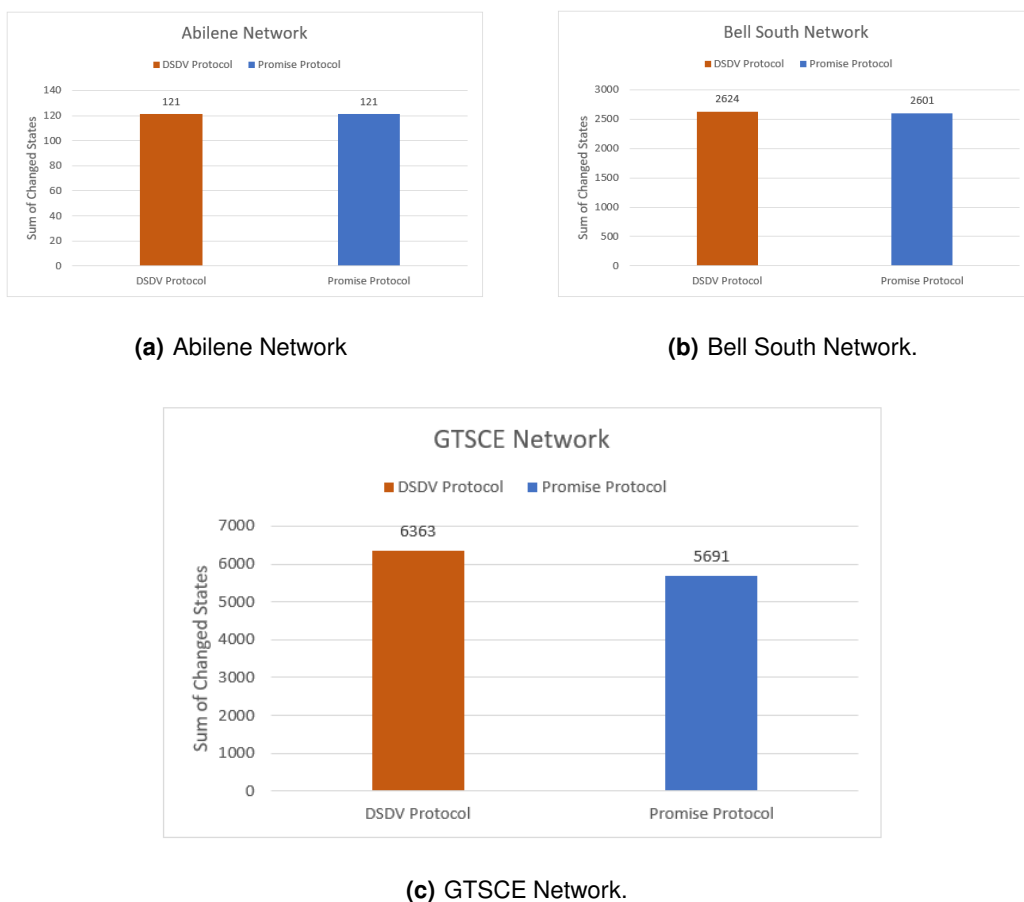 Abilene Network
DSDV Protocol Promise Protocol
Sum of Changed States
140
120
100
80
60
40
20
0
121
121
DSDV Protocol Promise Protocol
(a) Abilene Network
Bell South Network
DSDV Protocol Promise Protocol
Sum of Changed States
3000
2500
2000
1500
1000
500
0
2624
2601
DSDV Protocol Promise Protocol
(b) Bell South Network.
GTSCE Network
DSDV Protocol Promise Protocol
Sum of Changed States
7000
6000
5000
4000
3000
2000
1000
0
6363
5691
DSDV Protocol Promise Protocol
(c) GTSCE Network.